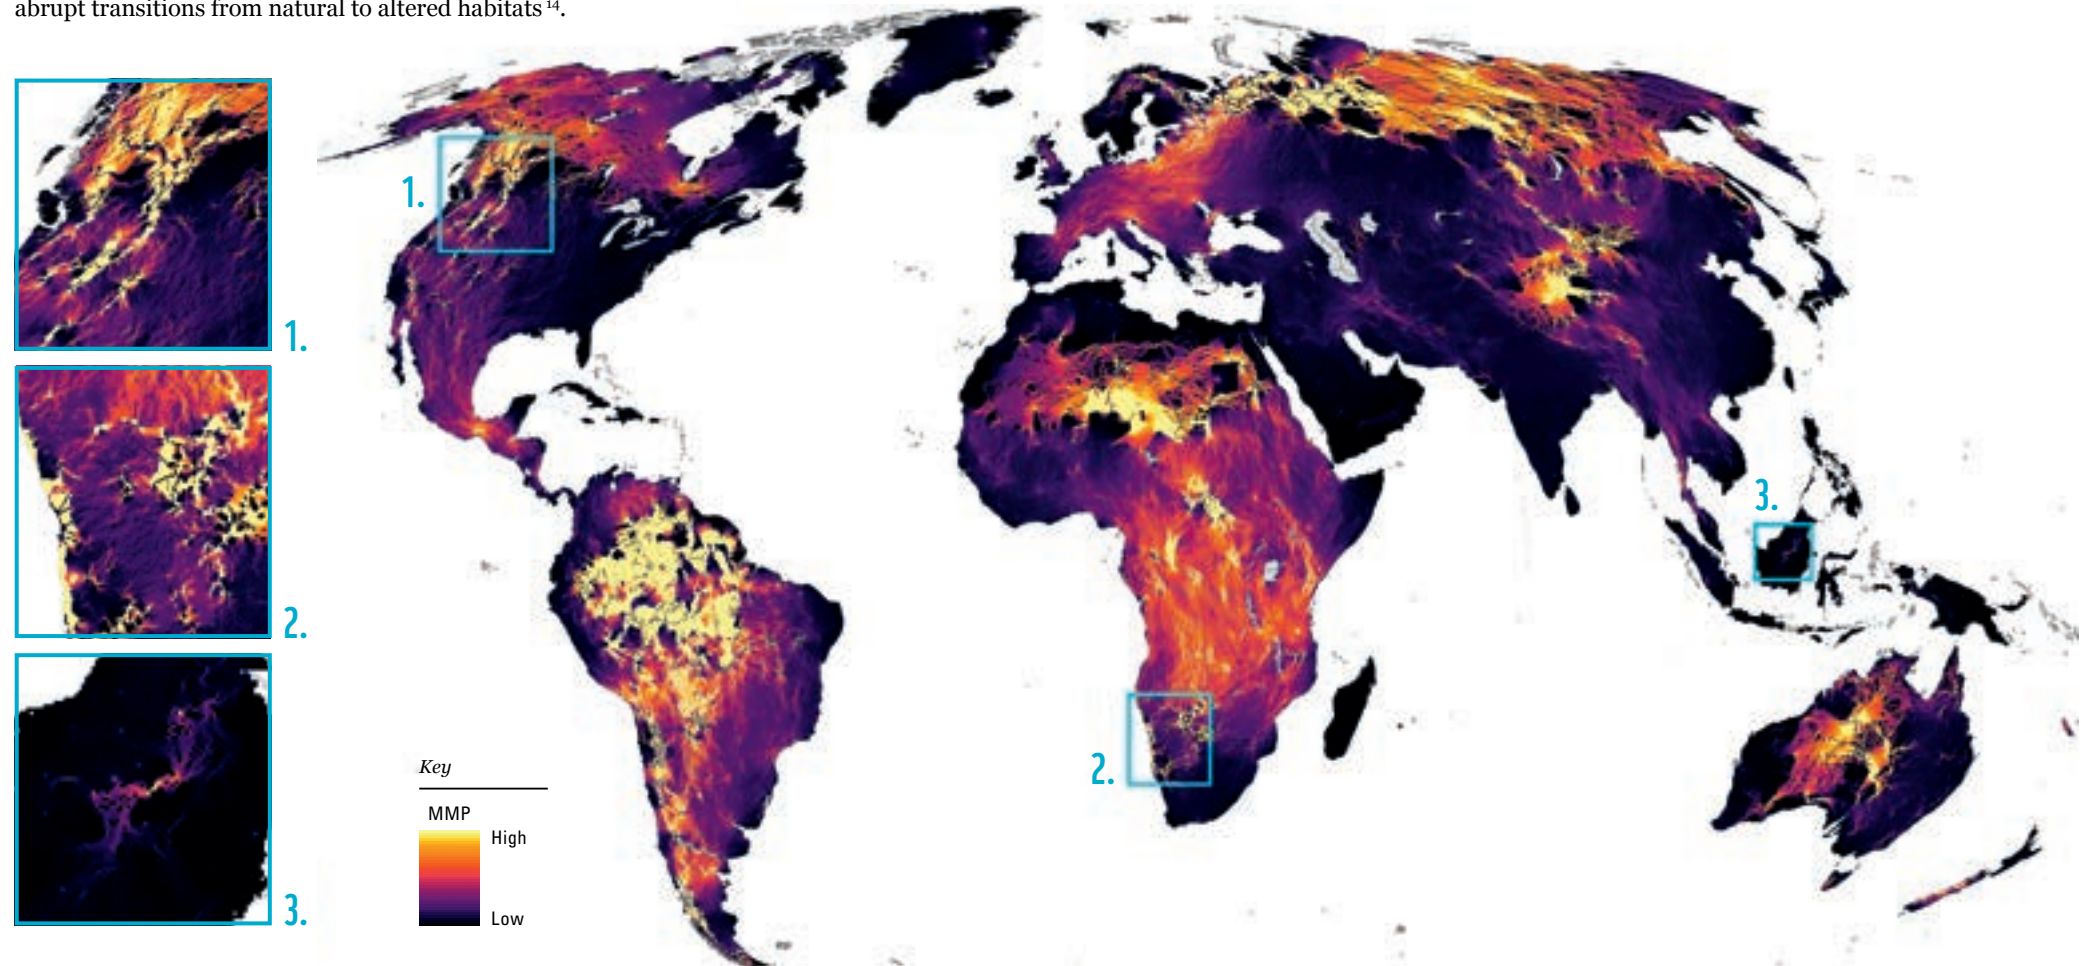 abrupt transitions from natural to altered habitats ¹⁴.
1.
1.
2.
3.
3.
2.
Key
MMP
High
Low